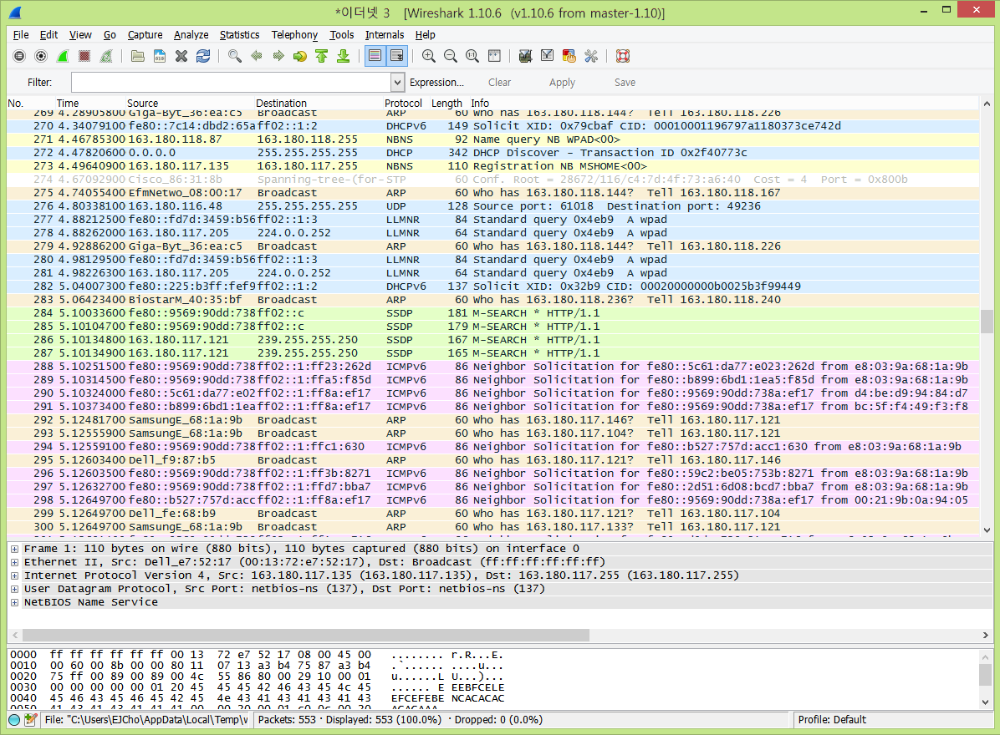 *이더넷 3 [Wireshark 1.10.6 (v1.10.6 from master-1.10)]
File Edit View Go Capture Analyze Statistics Telephony Tools Internals Help
Filter: Expression... Clear Apply Save
No. Time Source Destination Protocol Length Info
269 4.28905800 Giga-Byt_36:ea:c5 Broadcast ARP 60 Who has 163.180.118.144? Tell 163.180.118.226
270 4.34079100 fe80::7c14:dbd2:65a ff02::1:2 DHCPv6 149 Solicit XID: 0x79cbaf CID: 00010001196797a1180373ce742d
271 4.46785300 163.180.118.87 163.180.118.255 NBNS 92 Name query NB WPAD<00>
272 4.47820600 0.0.0.0 255.255.255.255 DHCP 342 DHCP Discover - Transaction ID 0x2f40773c
273 4.49640900 163.180.117.135 163.180.117.255 NBNS 110 Registration NB MSHOME<00>
274 4.67092900 Cisco_86:31:8b Spanning-tree-(for- STP 60 Conf. Root = 28672/116/c4:7d:4f:73:a6:40 Cost = 4 Port = 0x800b
275 4.74055400 EfmNetwo_08:00:17 Broadcast ARP 60 Who has 163.180.118.144? Tell 163.180.118.167
276 4.80338100 163.180.116.48 255.255.255.255 UDP 128 Source port: 61018 Destination port: 49236
277 4.88212500 fe80::fd7d:3459:b56 ff02::1:3 LLMNR 84 Standard query 0x4eb9 A wpad
278 4.88262000 163.180.117.205 224.0.0.252 LLMNR 64 Standard query 0x4eb9 A wpad
279 4.92886200 Giga-Byt_36:ea:c5 Broadcast ARP 60 Who has 163.180.118.144? Tell 163.180.118.226
280 4.98129500 fe80::fd7d:3459:b56 ff02::1:3 LLMNR 84 Standard query 0x4eb9 A wpad
281 4.98226300 163.180.117.205 224.0.0.252 LLMNR 64 Standard query 0x4eb9 A wpad
282 5.04007300 fe80::225:b3ff:fef9 ff02::1:2 DHCPv6 137 Solicit XID: 0x32b9 CID: 00020000000b0025b3f99449
283 5.06423400 BiostarM_40:35:bf Broadcast ARP 60 Who has 163.180.118.236? Tell 163.180.118.240
284 5.10033600 fe80::9569:90dd:738 ff02::c SSDP 181 M-SEARCH * HTTP/1.1
285 5.10104700 fe80::9569:90dd:738 ff02::c SSDP 179 M-SEARCH * HTTP/1.1
286 5.10134800 163.180.117.121 239.255.255.250 SSDP 167 M-SEARCH * HTTP/1.1
287 5.10134900 163.180.117.121 239.255.255.250 SSDP 165 M-SEARCH * HTTP/1.1
288 5.10251500 fe80::9569:90dd:738 ff02::1:ff23:262d ICMPv6 86 Neighbor Solicitation for fe80::5c61:da77:e023:262d from e8:03:9a:68:1a:9b
289 5.10314500 fe80::9569:90dd:738 ff02::1:ffa5:f85d ICMPv6 86 Neighbor Solicitation for fe80::b899:6bd1:1ea5:f85d from e8:03:9a:68:1a:9b
290 5.10324000 fe80::5c61:da77:e02 ff02::1:ff8a:ef17 ICMPv6 86 Neighbor Solicitation for fe80::9569:90dd:738a:ef17 from d4:be:d9:94:84:d7
291 5.10373400 fe80::b899:6bd1:1ea ff02::1:ff8a:ef17 ICMPv6 86 Neighbor Solicitation for fe80::9569:90dd:738a:ef17 from bc:5f:f4:49:f3:f8
292 5.12481700 SamsungE_68:1a:9b Broadcast ARP 60 Who has 163.180.117.146? Tell 163.180.117.121
293 5.12555900 SamsungE_68:1a:9b Broadcast ARP 60 Who has 163.180.117.104? Tell 163.180.117.121
294 5.12559100 fe80::9569:90dd:738 ff02::1:ffc1:630 ICMPv6 86 Neighbor Solicitation for fe80::b527:757d:acc1:630 from e8:03:9a:68:1a:9b
295 5.12603400 Dell_f9:87:b5 Broadcast ARP 60 Who has 163.180.117.121? Tell 163.180.117.146
296 5.12603500 fe80::9569:90dd:738 ff02::1:ff3b:8271 ICMPv6 86 Neighbor Solicitation for fe80::59c2:be05:753b:8271 from e8:03:9a:68:1a:9b
297 5.12632700 fe80::9569:90dd:738 ff02::1:ffd7:bba7 ICMPv6 86 Neighbor Solicitation for fe80::2d51:6d08:bcd7:bba7 from e8:03:9a:68:1a:9b
298 5.12649700 fe80::b527:757d:acc ff02::1:ff8a:ef17 ICMPv6 86 Neighbor Solicitation for fe80::9569:90dd:738a:ef17 from 00:21:9b:0a:94:05
299 5.12649700 Dell_fe:68:b9 Broadcast ARP 60 Who has 163.180.117.121? Tell 163.180.117.104
300 5.12649700 SamsungE_68:1a:9b Broadcast ARP 60 Who has 163.180.117.133? Tell 163.180.117.121
Frame 1: 110 bytes on wire (880 bits), 110 bytes captured (880 bits) on interface 0
Ethernet II, Src: Dell_e7:52:17 (00:13:72:e7:52:17), Dst: Broadcast (ff:ff:ff:ff:ff:ff)
Internet Protocol Version 4, Src: 163.180.117.135 (163.180.117.135), Dst: 163.180.117.255 (163.180.117.255)
User Datagram Protocol, Src Port: netbios-ns (137), Dst Port: netbios-ns (137)
NetBIOS Name Service
0000 ff ff ff ff ff ff 00 13 72 e7 52 17 08 00 45 00 ........ r.R...E.
0010 00 60 00 8b 00 00 80 11 07 13 a3 b4 75 87 a3 b4 .`...... ....u...
0020 75 ff 00 89 00 89 00 4c 55 86 80 00 29 10 00 01 u......L U...)...
0030 00 00 00 00 00 01 20 45 45 45 42 46 43 45 4c 45 ...... E EEBFCELE
0040 45 46 43 45 46 45 42 45 4e 43 41 43 41 43 41 43 EFCEFEBE NCACACAC
0050 41 43 41 43 41 41 41 00 00 20 00 01 c0 0c 00 20 ACACAAA.
File: "C:\Users\EJCho\AppData\Local\Temp\w Packets: 553 · Displayed: 553 (100.0%) · Dropped: 0 (0.0%) Profile: Default